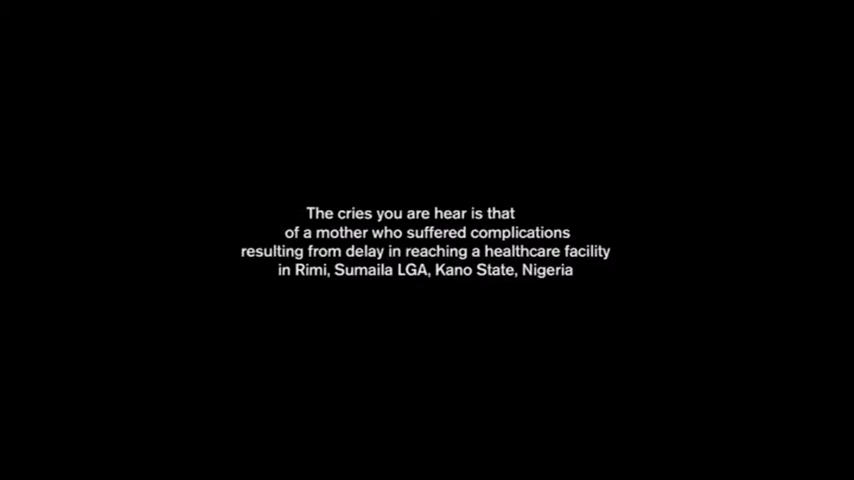 The cries you are hear is that
of a mother who suffered complications
resulting from delay in reaching a healthcare facility
in Rimi, Sumaila LGA, Kano State, Nigeria